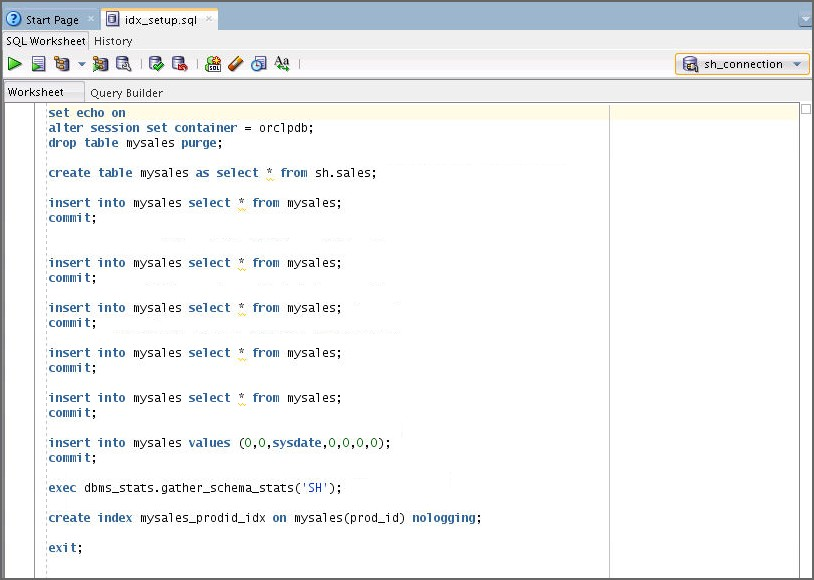 Start Page
idx_setup.sql
SQL Worksheet History
sh_connection
Worksheet Query Builder
set echo on
alter session set container = orclpdb;
drop table mysales purge;
create table mysales as select * from sh.sales;
insert into mysales select * from mysales;
commit;
insert into mysales select * from mysales;
commit;
insert into mysales select * from mysales;
commit;
insert into mysales select * from mysales;
commit;
insert into mysales select * from mysales;
commit;
insert into mysales values (0,0,sysdate,0,0,0,0);
commit;
exec dbms_stats.gather_schema_stats('SH');
create index mysales_prodid_idx on mysales(prod_id) nologging;
exit;